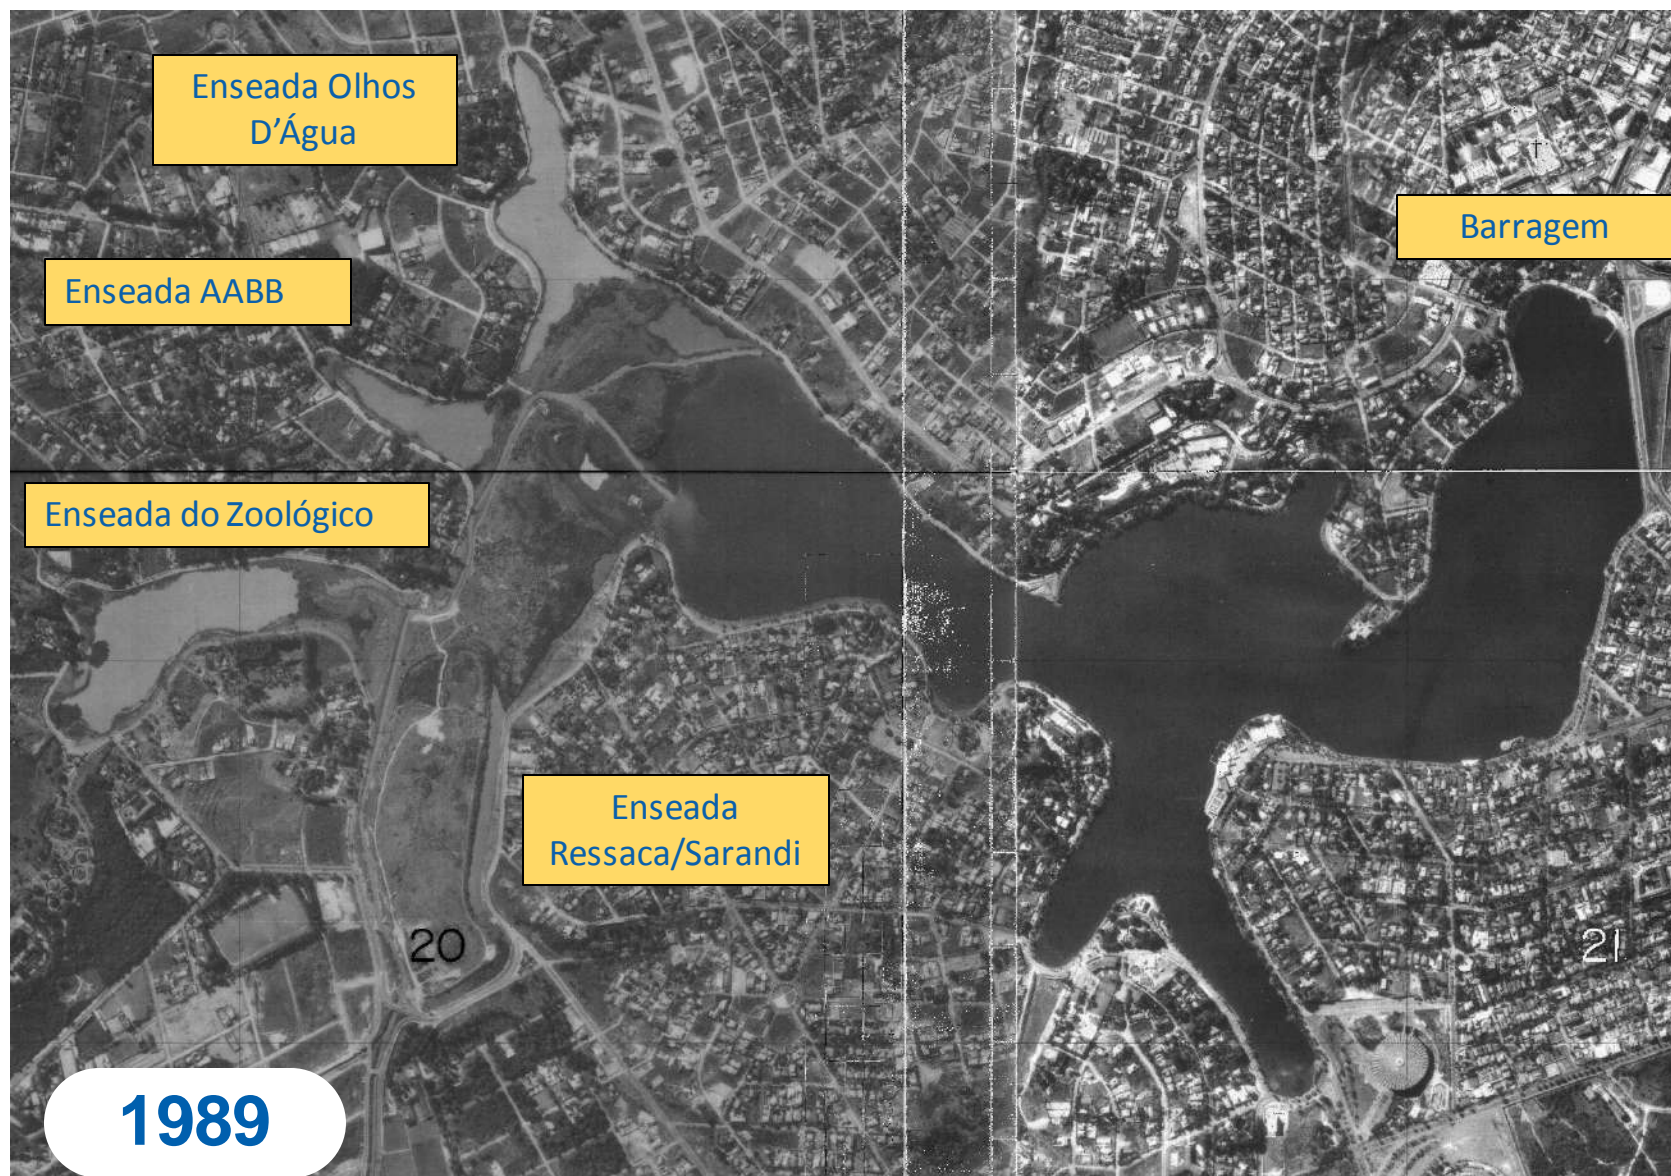 Enseada Olhos
D'Água
Barragem
Enseada AABB
Enseada do Zoológico
Enseada
Ressaca/Sarandi
20
21
1989